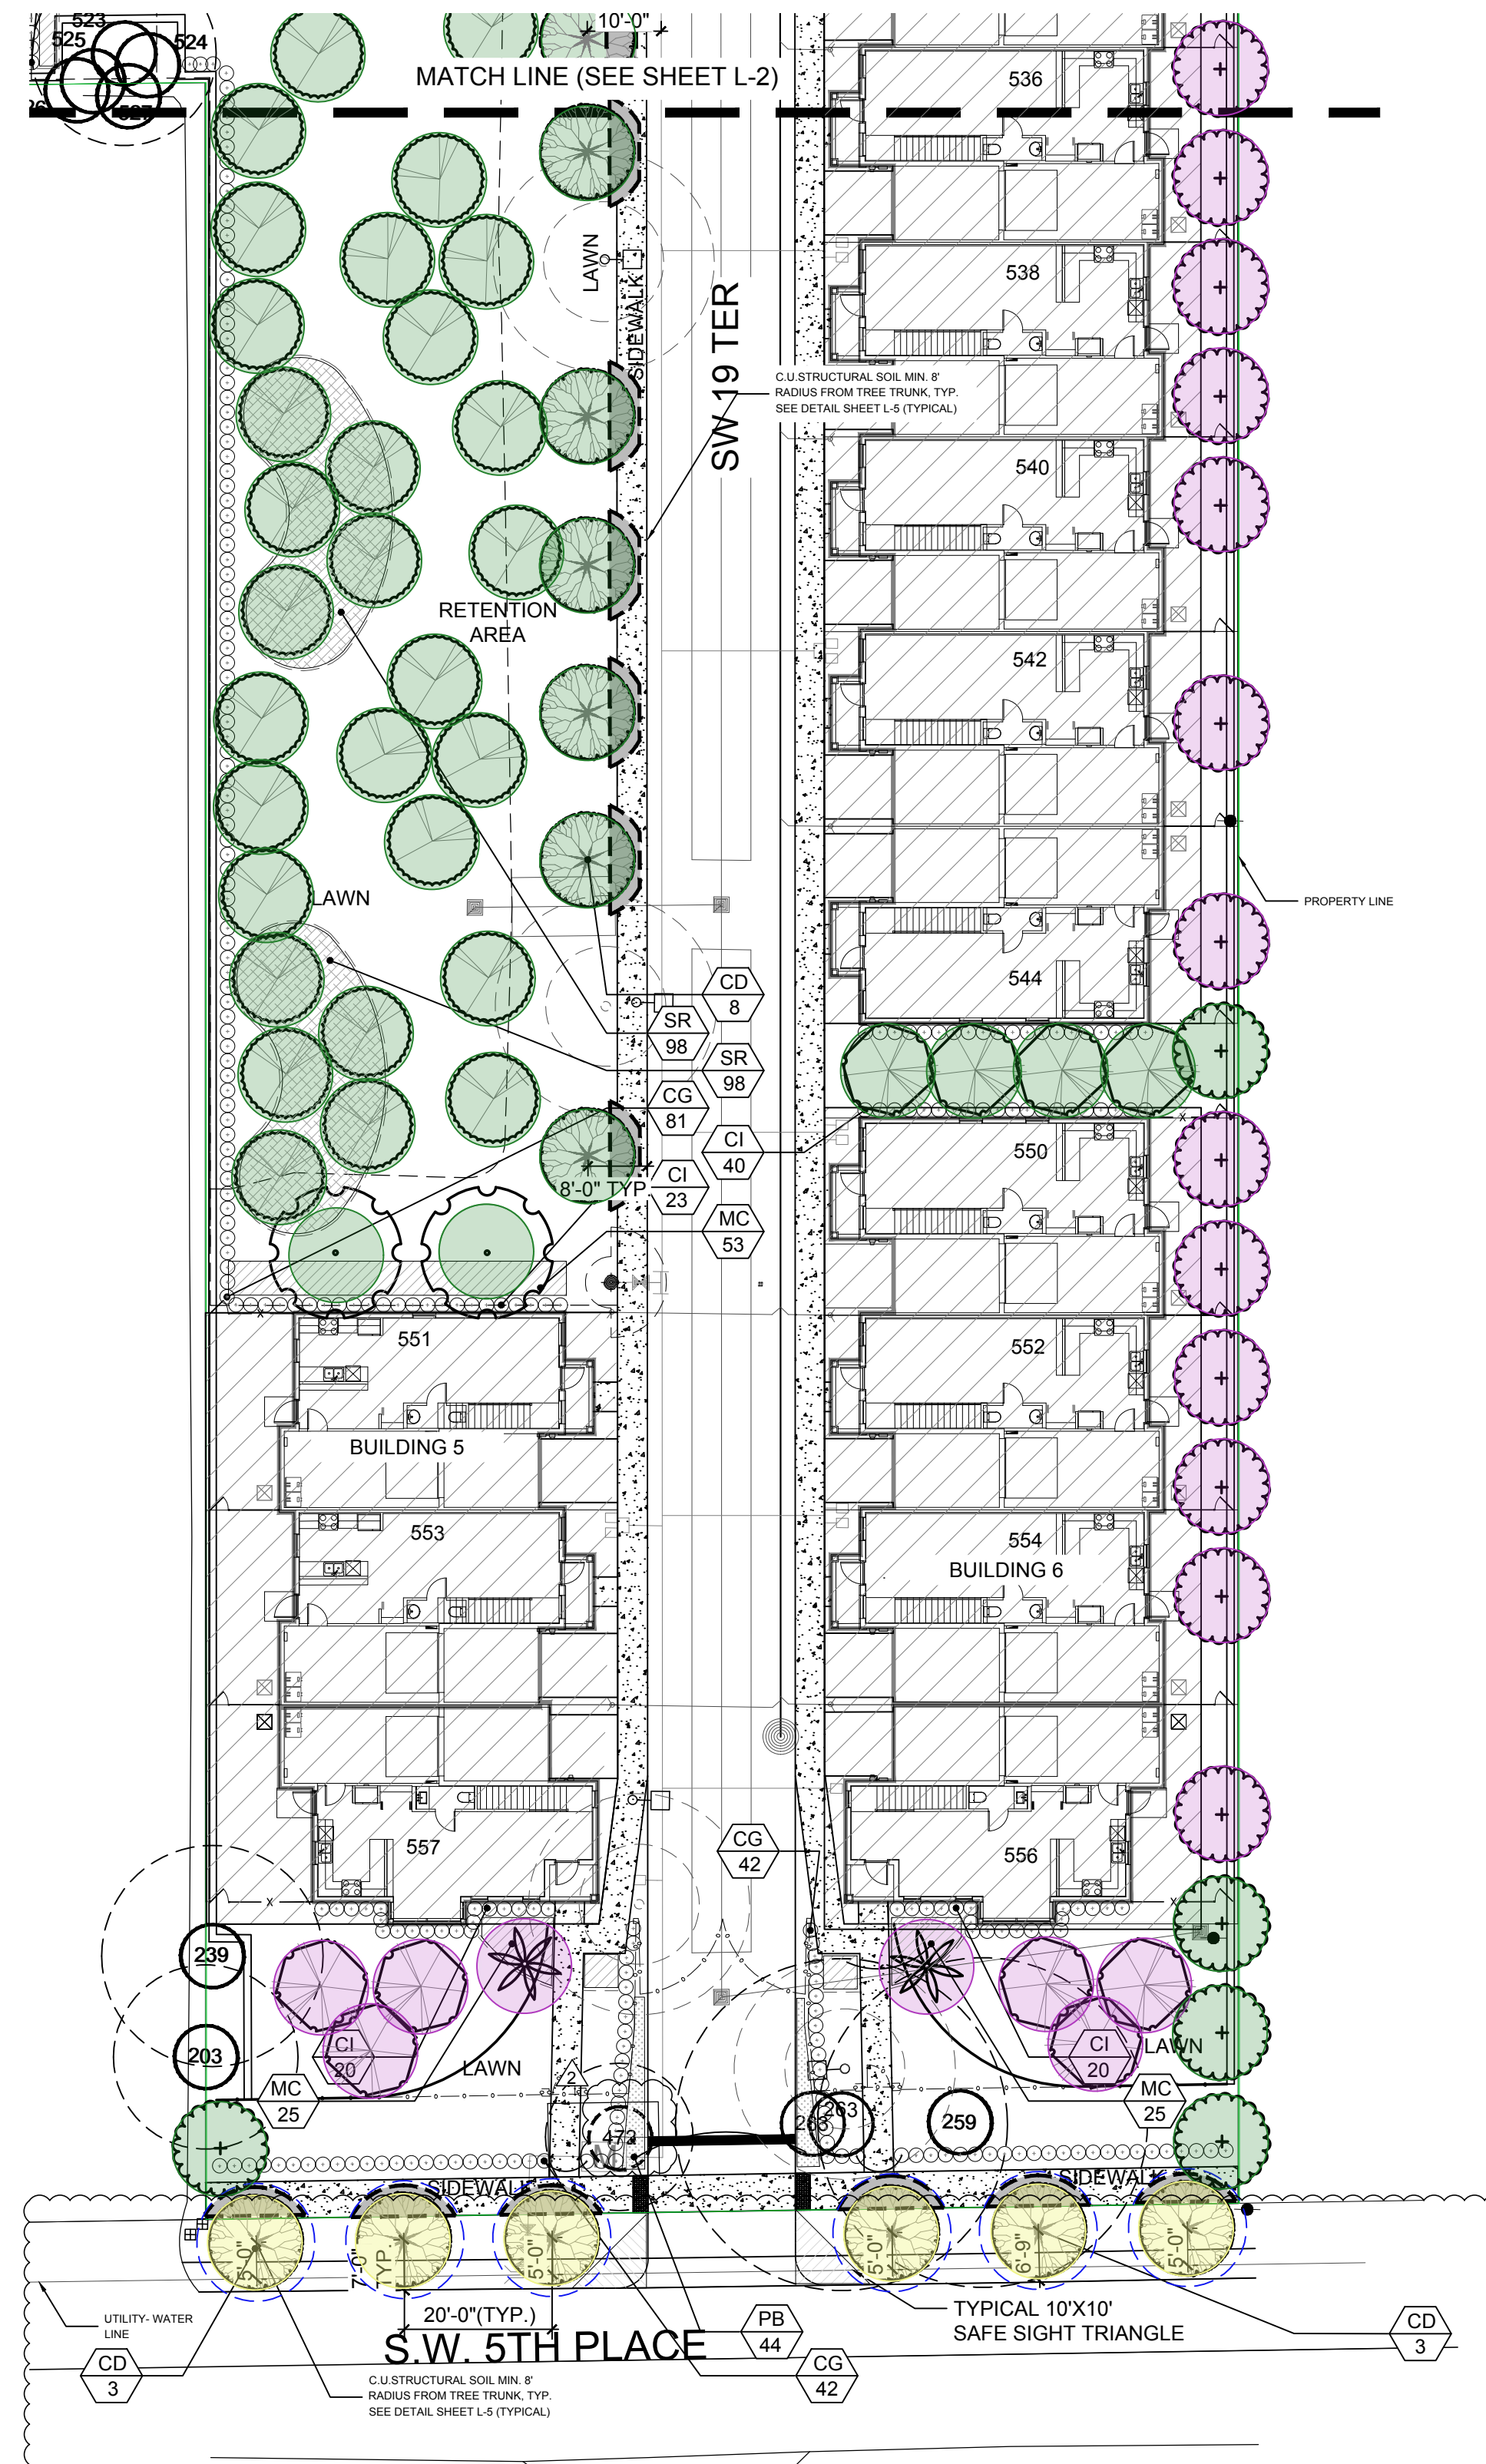 523
525
524
527
10'-0"
MATCH LINE (SEE SHEET L-2)
536
LAWN
SIDEWALK
SW 19 TER
538
C.U.STRUCTURAL SOIL MIN. 8'
RADIUS FROM TREE TRUNK, TYP.
SEE DETAIL SHEET L-5 (TYPICAL)
540
RETENTION
AREA
542
LAWN
PROPERTY LINE
544
CD
8
SR
98
SR
98
CG
81
CI
40
CI
23
MC
53
8'-0" TYP
550
551
552
BUILDING 5
553
554
BUILDING 6
557
556
CG
42
239
203
CI
20
LAWN
MC
25
2
472
263
263
259
CI
20
LAWN
MC
25
SIDEWALK
SIDEWALK
5'-0"
7'-0"
TYP.
5'-0"
5'-0"
6'-9"
5'-0"
UTILITY- WATER
LINE
20'-0"(TYP.)
S.W. 5TH PLACE
PB
44
TYPICAL 10'X10'
SAFE SIGHT TRIANGLE
CD
3
CD
3
CG
42
C.U.STRUCTURAL SOIL MIN. 8'
RADIUS FROM TREE TRUNK, TYP.
SEE DETAIL SHEET L-5 (TYPICAL)